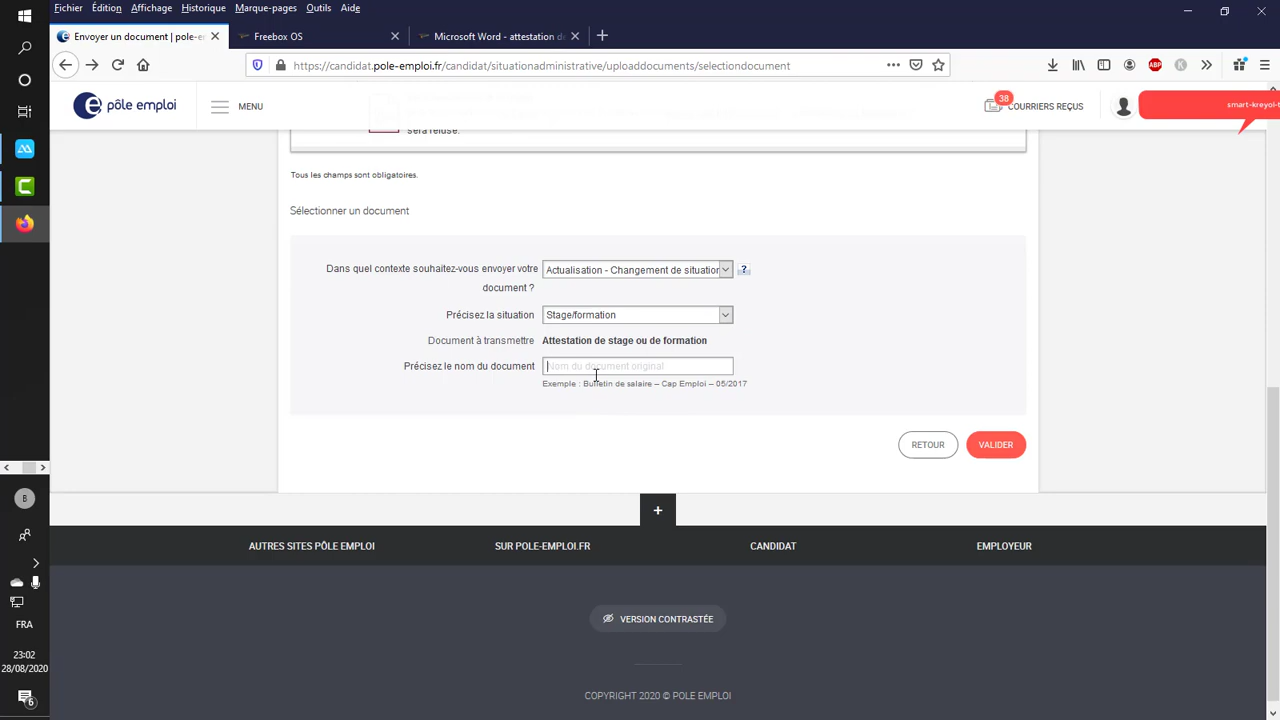 Fichier Édition Affichage Historique Marque-pages Outils Aide
Envoyer un document | pole-e
Freebox OS
Microsoft Word - attestation de
https://candidat.pole-emploi.fr/candidat/situationadministrative/uploaddocuments/selectiondocument
ABP
K
pôle emploi
MENU
38
COURRIERS REÇUS
smart-kreyol-t
sera refusé.
Tous les champs sont obligatoires.
Sélectionner un document
Dans quel contexte souhaitez-vous envoyer votre document ?
Actualisation - Changement de situation
?
Précisez la situation
Stage/formation
Document à transmettre
Attestation de stage ou de formation
Précisez le nom du document
Nom du document original
Exemple : Bulletin de salaire – Cap Emploi – 05/2017
RETOUR
VALIDER
+
AUTRES SITES PÔLE EMPLOI
SUR POLE-EMPLOI.FR
CANDIDAT
EMPLOYEUR
VERSION CONTRASTÉE
COPYRIGHT 2020 © POLE EMPLOI
B
FRA
23:02
28/08/2020
6